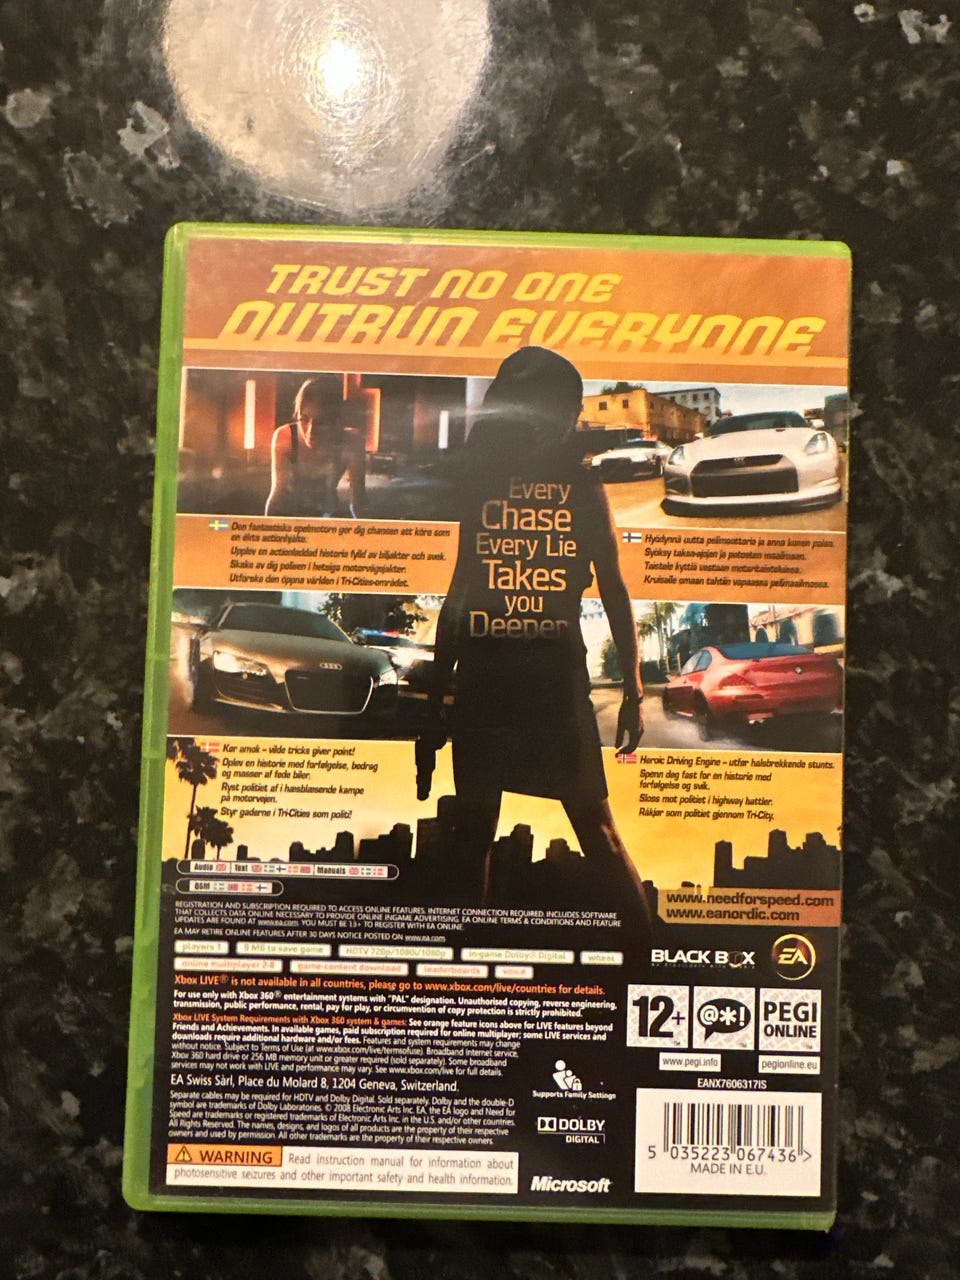 TRUST NO ONE
OUTRUN EVERYONE
Every
Chase
Every Lie
Takes
you
Deeper
Den fantastiska spelmotorn ger dig chansen att köra som
en äkta actionhjälte.
Upplev en actionladdad historia fylld av biljakter och svek.
Skaka av dig polisen i hetsiga motorvägsjakter.
Utforska den öppna världen i Tri-Cities-området.
Hyödynnä uutta pelimoottoria ja anna kumin palaa.
Syöksy takaa-ajojen ja petosten maailmaan.
Taistele kyttiä vastaan moottoritaisteluissa.
Kruisaile omaan tahtiin vapaassa pelimaailmassa.
Kør amok – vilde tricks giver point!
Oplev en historie med forfølgelse, bedrag
og masser af fede biler.
Ryst politiet af i hæsblæsende kampe
på motorvejen.
Styr gaderne i Tri-Cities som politi!
Heroic Driving Engine – utfør halsbrekkende stunts.
Spenn deg fast for en historie med
forfølgelse og svik.
Sloss mot politiet i highway battler.
Råkjør som politiet gjennom Tri-City.
Audio Text Manuals
OSM
www.needforspeed.com
www.eanordic.com
REGISTRATION AND SUBSCRIPTION REQUIRED TO ACCESS ONLINE FEATURES. INTERNET CONNECTION REQUIRED. INCLUDES SOFTWARE
THAT COLLECTS DATA ONLINE NECESSARY TO PROVIDE ONLINE INGAME ADVERTISING. EA ONLINE TERMS & CONDITIONS AND FEATURE
UPDATES ARE FOUND AT www.ea.com. YOU MUST BE 13+ TO REGISTER WITH EA ONLINE.
EA MAY RETIRE ONLINE FEATURES AFTER 30 DAYS NOTICE POSTED ON www.ea.com
players 1 9 MB to save game HDTV 720p/1080i/1080p in-game Dolby® Digital wheel
online multiplayer 2-8 game-content download leaderboards voice
BLACK BOX
EA
Xbox LIVE® is not available in all countries, please go to www.xbox.com/live/countries for details.
For use only with Xbox 360® entertainment systems with "PAL" designation. Unauthorised copying, reverse engineering,
transmission, public performance, rental, pay for play, or circumvention of copy protection is strictly prohibited.
Xbox LIVE System Requirements with Xbox 360 system & games: See orange feature icons above for LIVE features beyond
Friends and Achievements. In available games, paid subscription required for online multiplayer; some LIVE services and
downloads require additional hardware and/or fees. Features and system requirements may change
without notice. Subject to Terms of Use (at www.xbox.com/live/termsofuse). Broadband Internet service,
Xbox 360 hard drive or 256 MB memory unit or greater required (sold separately). Some broadband
services may not work with LIVE and performance may vary. See www.xbox.com/live for full details.
EA Swiss Sàrl, Place du Molard 8, 1204 Geneva, Switzerland.
Separate cables may be required for HDTV and Dolby Digital. Sold separately. Dolby and the double-D
symbol are trademarks of Dolby Laboratories. © 2008 Electronic Arts Inc. EA, the EA logo and Need for
Speed are trademarks or registered trademarks of Electronic Arts Inc. in the U.S. and/or other countries.
All Rights Reserved. The names, designs, and logos of all products are the property of their respective
owners and used by permission. All other trademarks are the property of their respective owners.
WARNING Read instruction manual for information about
photosensitive seizures and other important safety and health information.
Supports Family Settings
DOLBY
DIGITAL
Microsoft®
12+
@*!
PEGI
ONLINE
www.pegi.info
pegionline.eu
EANX7606317IS
5 035223 067436 >
MADE IN E.U.